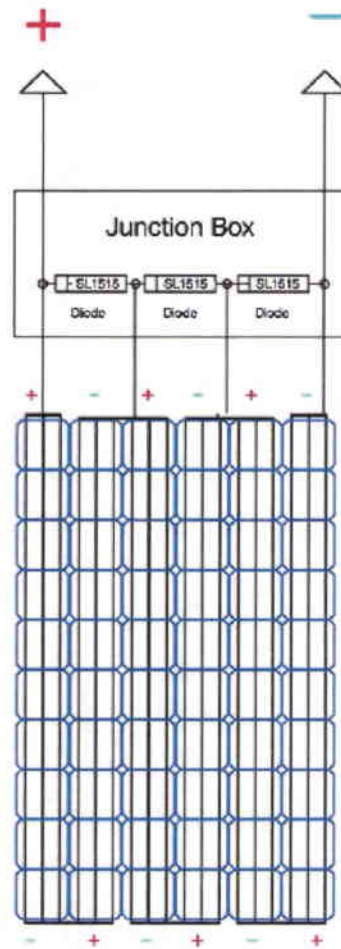 + −
Junction Box
SL1515 SL1515 SL1515
Diode Diode Diode
+ − + − + −
− + − + − +